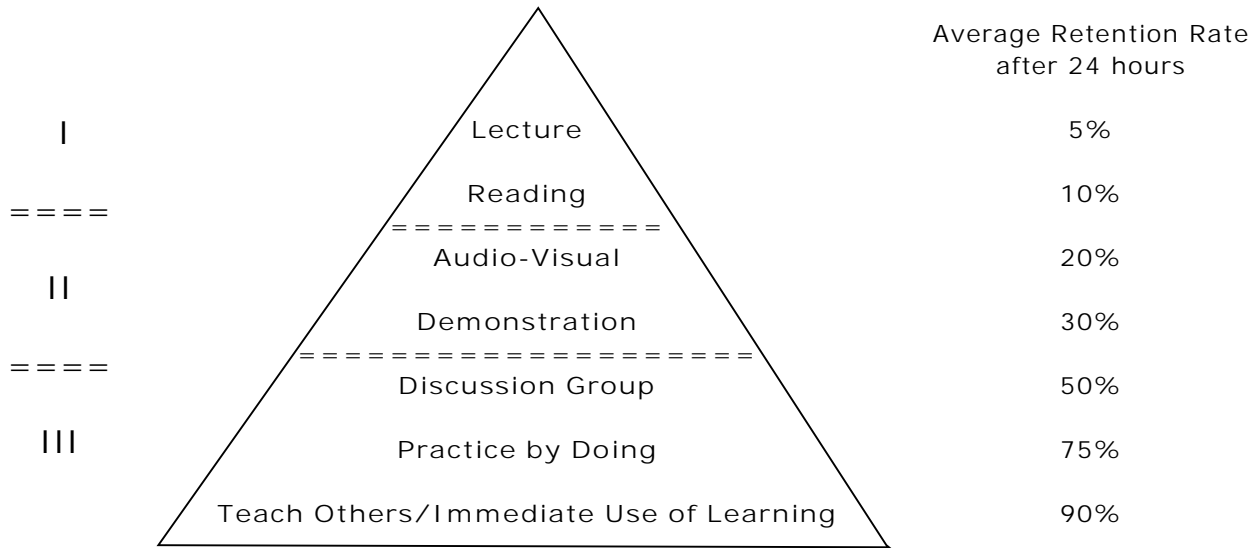 Average Retention Rate
after 24 hours
I
Lecture 5%
Reading 10%
====
============
Audio-Visual 20%
II
Demonstration 30%
====
====================
Discussion Group 50%
III
Practice by Doing 75%
Teach Others/Immediate Use of Learning 90%